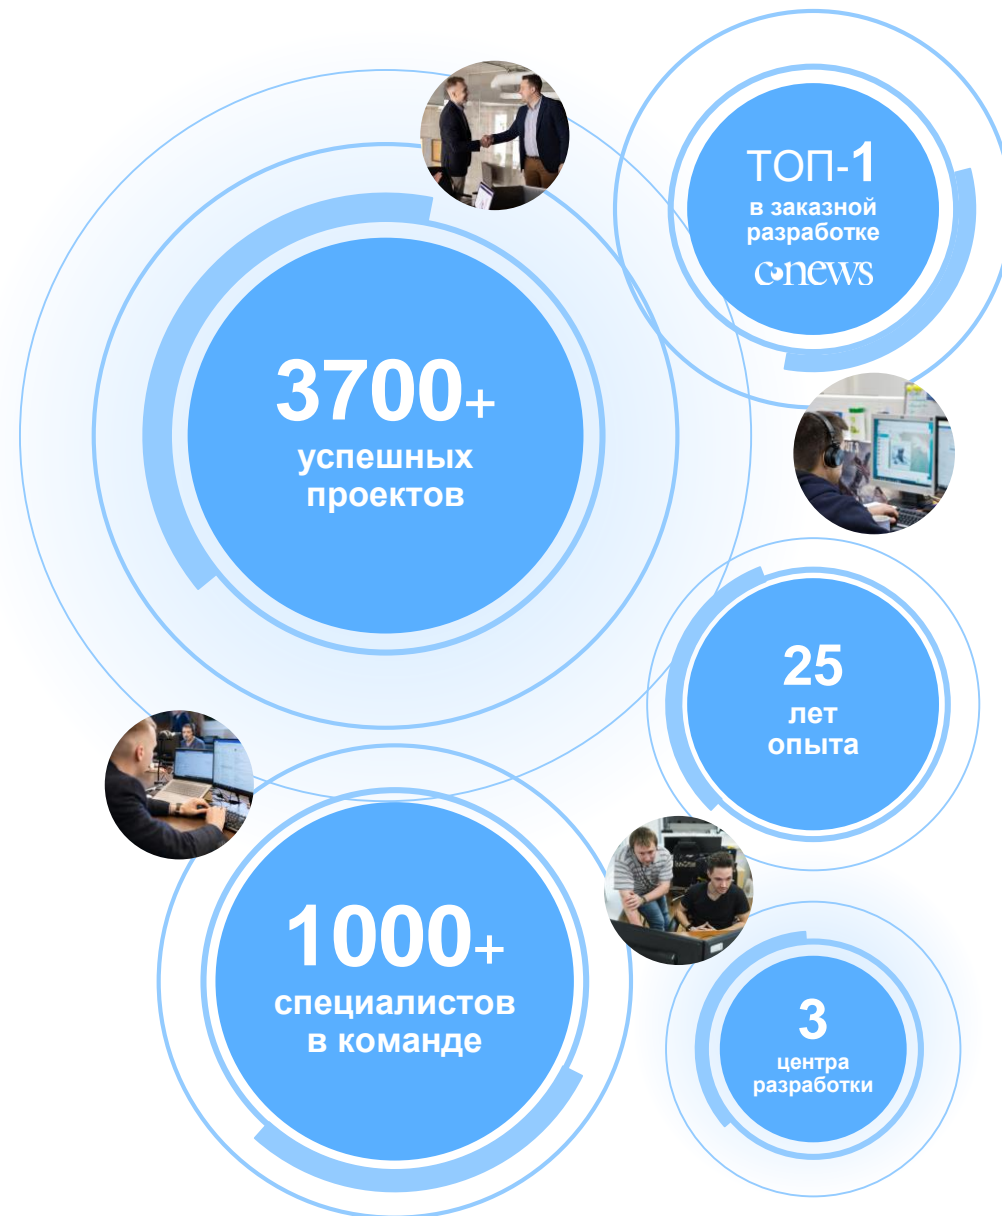 ТОП-1
в заказной
разработке
cnews
3700+
успешных
проектов
25
лет
опыта
1000+
специалистов
в команде
3
центра
разработки